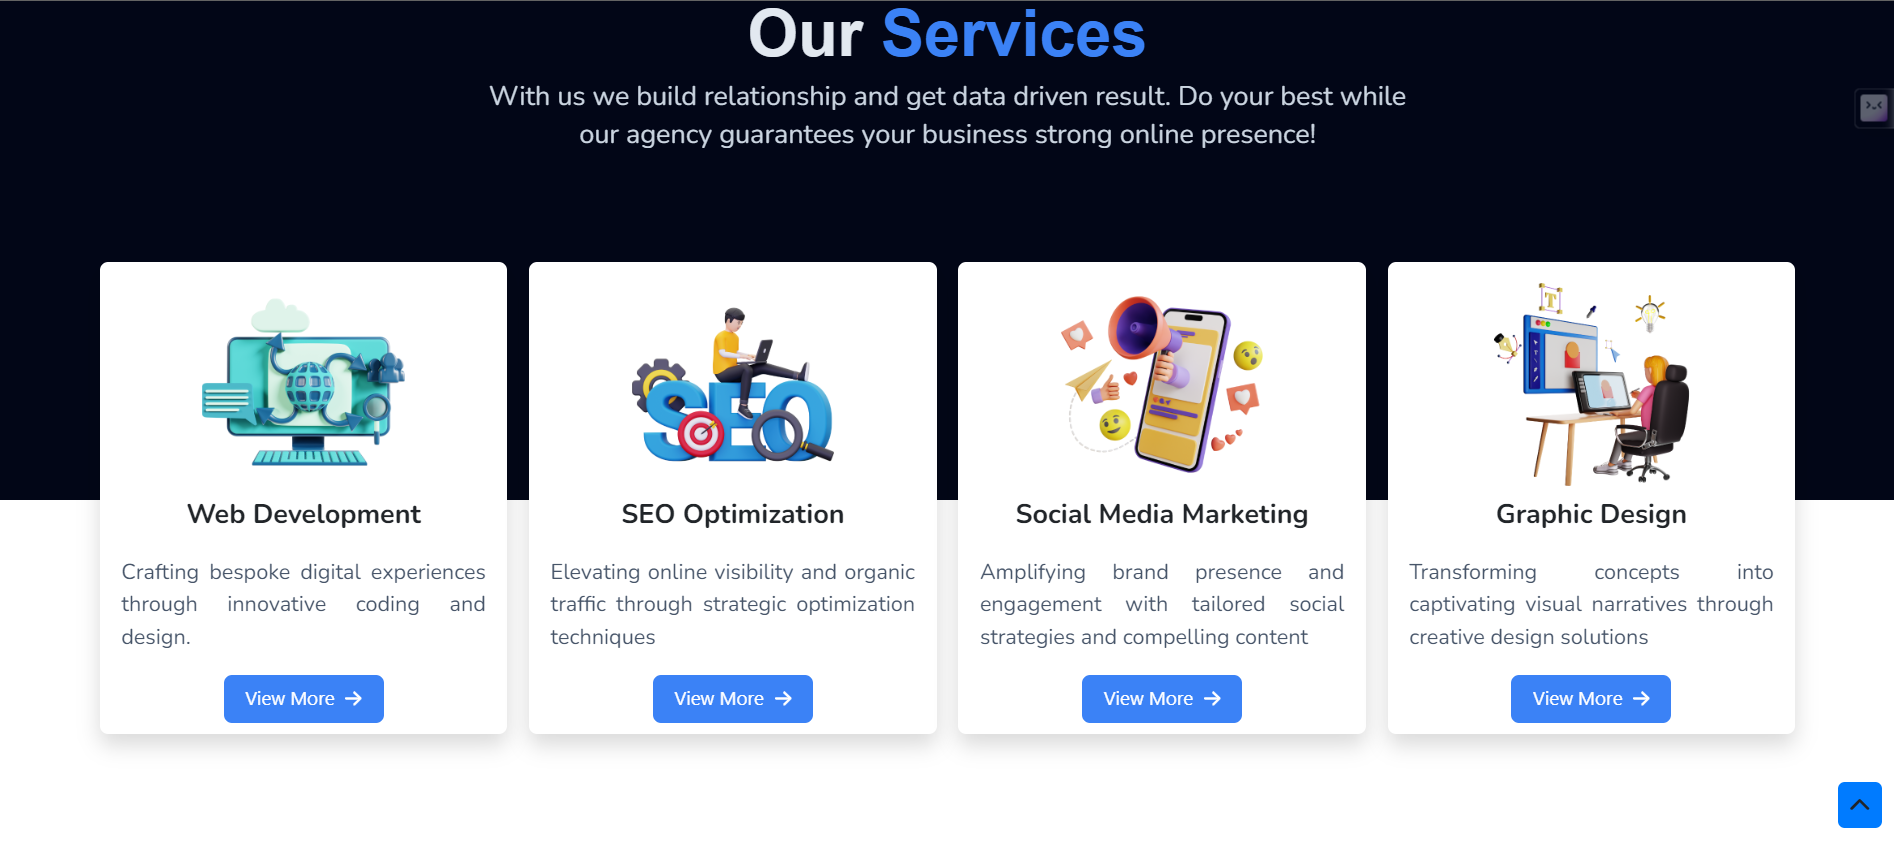 Our Services
With us we build relationship and get data driven result. Do your best while
our agency guarantees your business strong online presence!
SEO
T
Web Development
Crafting bespoke digital experiences
through innovative coding and
design.
View More
SEO Optimization
Elevating online visibility and organic
traffic through strategic optimization
techniques
View More
Social Media Marketing
Amplifying brand presence and
engagement with tailored social
strategies and compelling content
View More
Graphic Design
Transforming concepts into
captivating visual narratives through
creative design solutions
View More